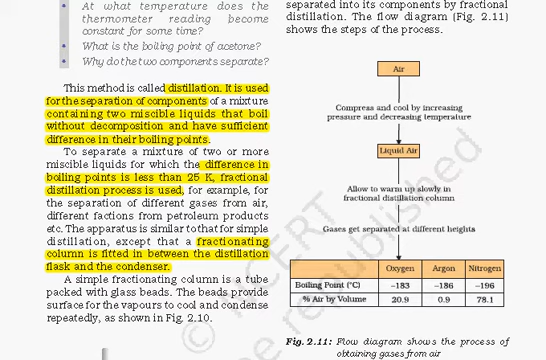 At what temperature does the
thermometer reading become
constant for some time?
What is the boiling point of acetone?
Why do the two components separate?
This method is called distillation. It is used
for the separation of components of a mixture
containing two miscible liquids that boil
without decomposition and have sufficient
difference in their boiling points.
To separate a mixture of two or more
miscible liquids for which the difference in
boiling points is less than 25 K, fractional
distillation process is used, for example, for
the separation of different gases from air,
different factions from petroleum products
etc. The apparatus is similar to that for simple
distillation, except that a fractionating
column is fitted in between the distillation
flask and the condenser.
A simple fractionating column is a tube
packed with glass beads. The beads provide
surface for the vapours to cool and condense
repeatedly, as shown in Fig. 2.10.
separated into its components by fractional
distillation. The flow diagram (Fig. 2.11)
shows the steps of the process.
Air
Compress and cool by increasing
pressure and decreasing temperature
Liquid Air
Allow to warm up slowly in
fractional distillation column
Gases get separated at different heights
Oxygen Argon Nitrogen
Boiling Point (°C) −183 −186 −196
% Air by Volume 20.9 0.9 78.1
Fig. 2.11: Flow diagram shows the process of
obtaining gases from air
republished